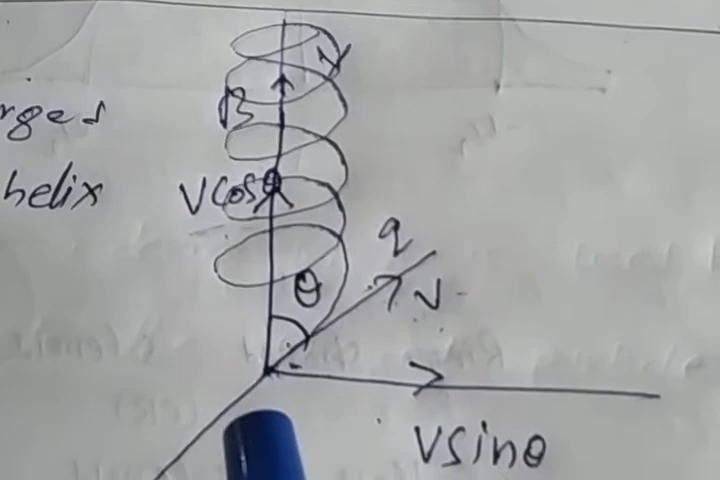 rged
helix
B
Vcosθ
θ
q
V
Vsinθ